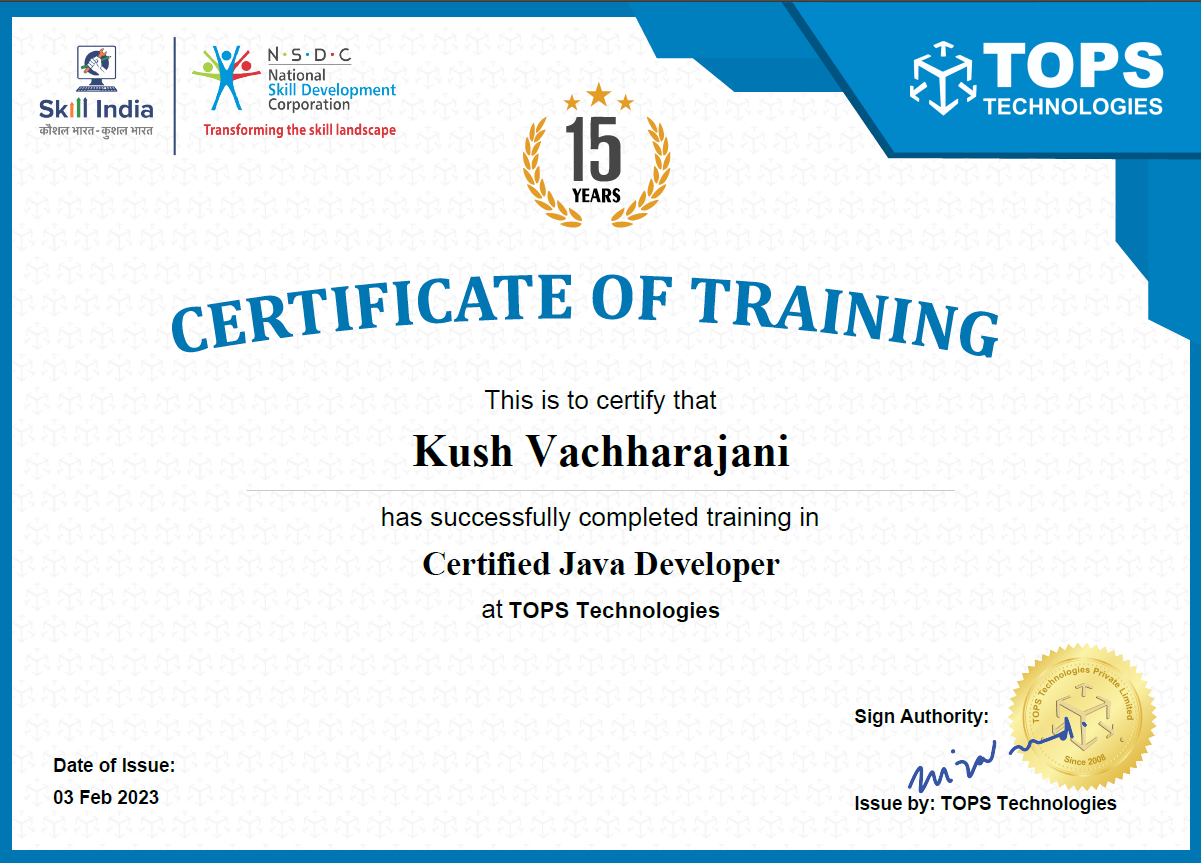 Skill India
कौशल भारत - कुशल भारत
N·S·D·C
National
Skill Development
Corporation
Transforming the skill landscape
15
YEARS
TOPS
TECHNOLOGIES
CERTIFICATE OF TRAINING
This is to certify that
Kush Vachharajani
has successfully completed training in
Certified Java Developer
at TOPS Technologies
Date of Issue:
03 Feb 2023
Sign Authority:
TOPS Technologies Private Limited
Since 2008
Issue by: TOPS Technologies